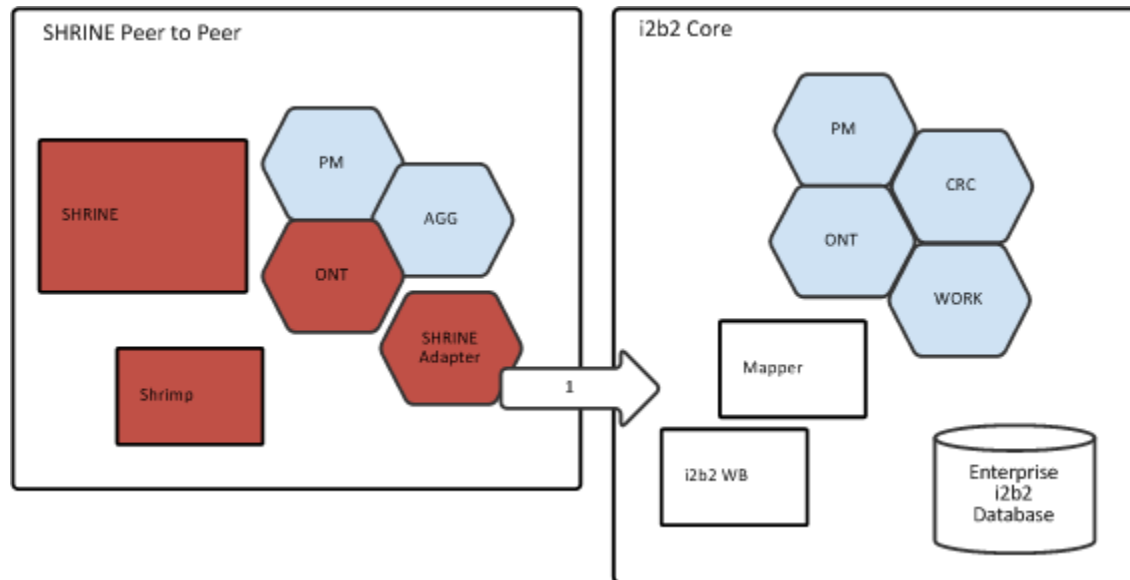 SHRINE Peer to Peer
PM
AGG
SHRINE
ONT
SHRINE
Adapter
Shrimp
1
i2b2 Core
PM
CRC
ONT
WORK
Mapper
i2b2 WB
Enterprise
i2b2
Database